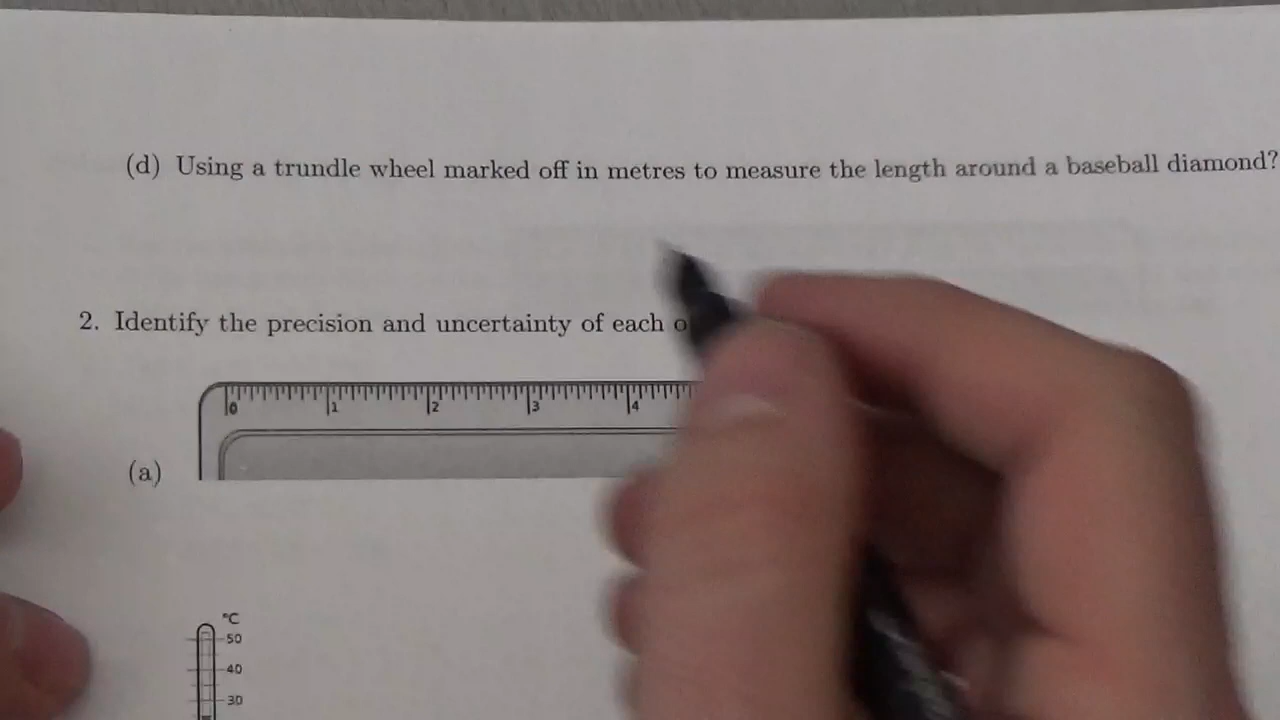 (d) Using a trundle wheel marked off in metres to measure the length around a baseball diamond?
2. Identify the precision and uncertainty of each
0 1 2 3 4
(a)
°C
50
40
30